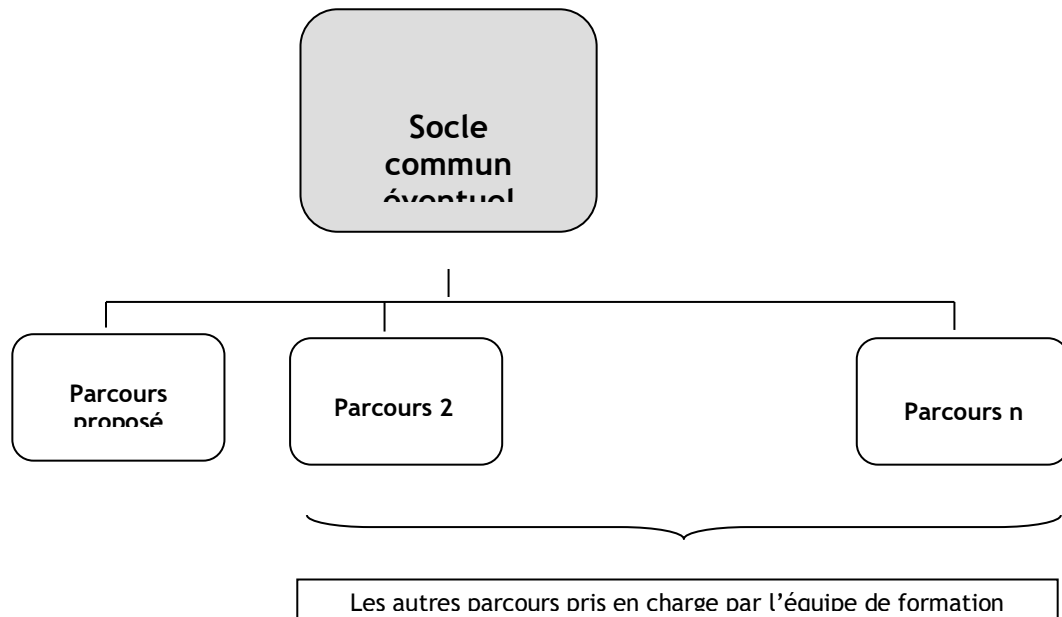 Socle
commun
éventuel
Parcours
proposé
Parcours 2
Parcours n
Les autres parcours pris en charge par l’équipe de formation